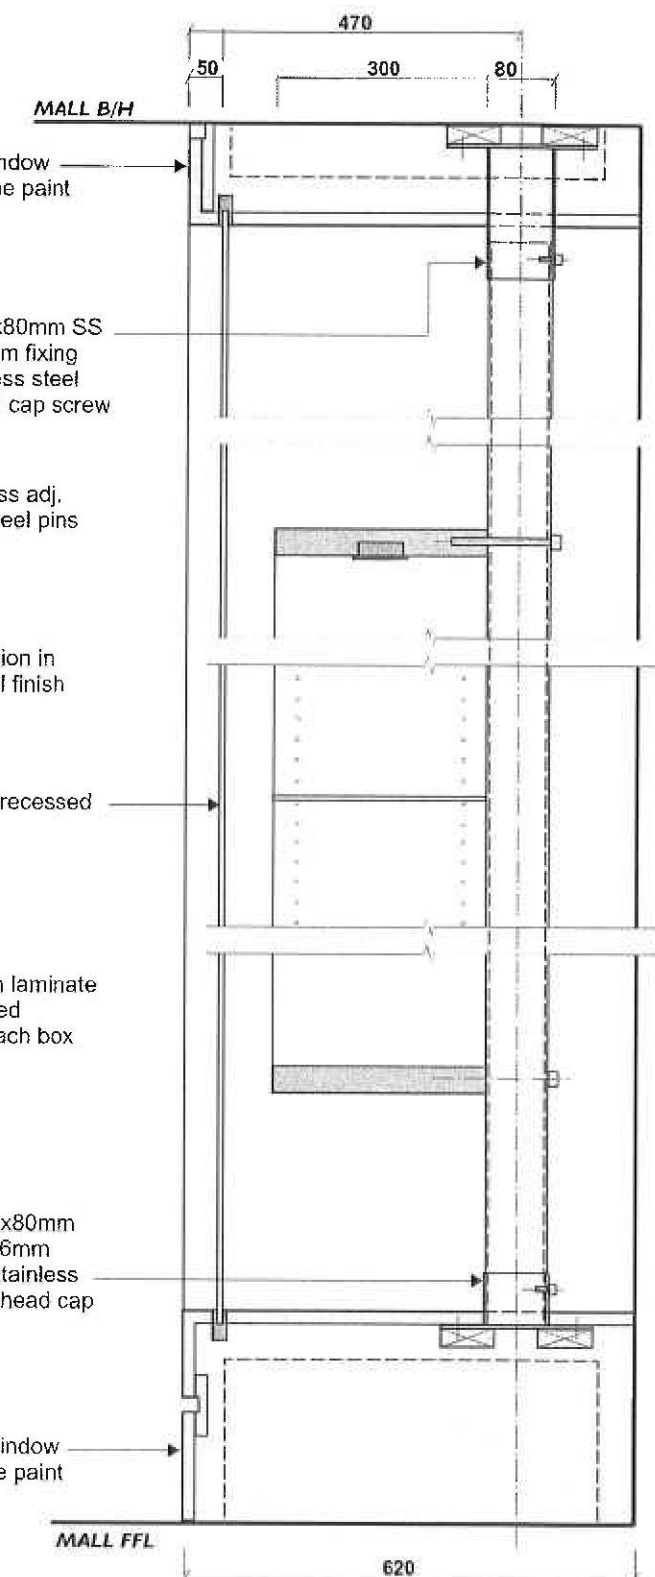 470
50
300
80
MALL B/H
ndow
ne paint
x80mm SS
m fixing
ess steel
cap screw
ss adj.
eel pins
ion in
l finish
recessed
n laminate
ed
ach box
x80mm
6mm
tainless
head cap
indow
e paint
MALL FFL
620